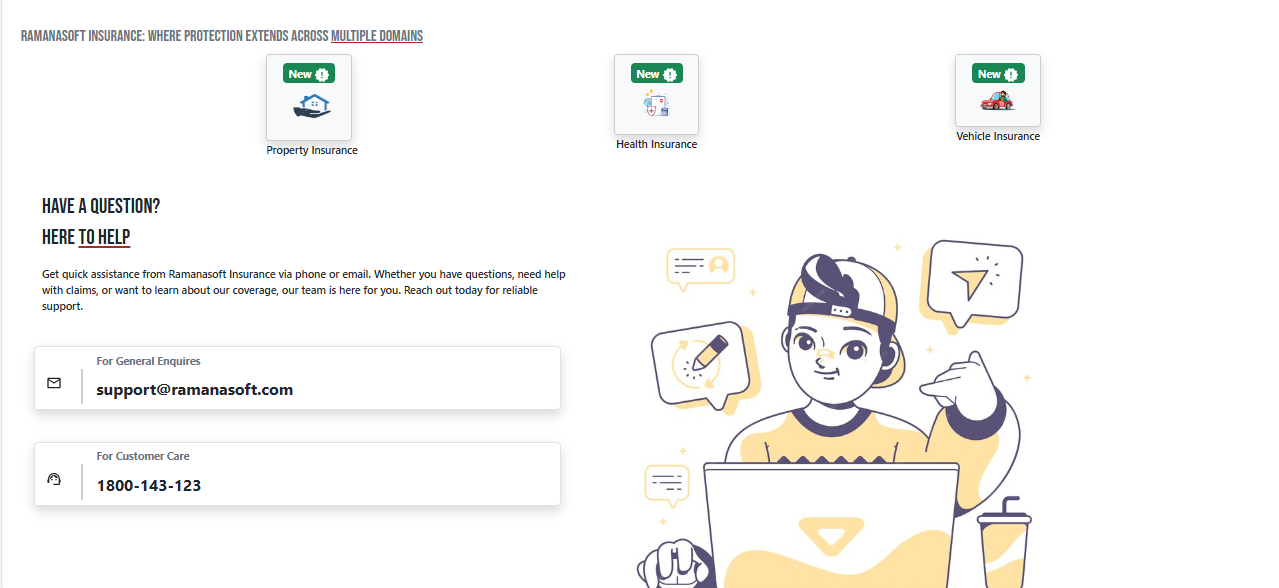 RAMANASOFT INSURANCE: WHERE PROTECTION EXTENDS ACROSS MULTIPLE DOMAINS
New
New
New
Property Insurance
Health Insurance
Vehicle Insurance
HAVE A QUESTION?
HERE TO HELP
Get quick assistance from Ramanasoft Insurance via phone or email. Whether you have questions, need help
with claims, or want to learn about our coverage, our team is here for you. Reach out today for reliable
support.
For General Enquires
support@ramanasoft.com
For Customer Care
1800-143-123